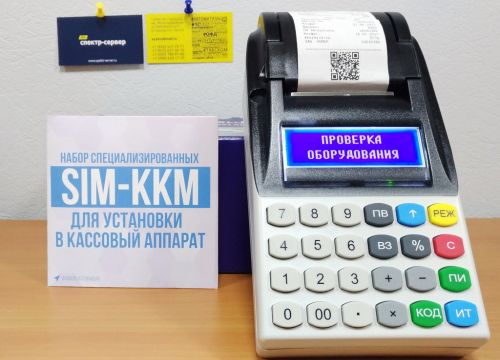 спектр-сервер
НАБОР СПЕЦИАЛИЗИРОВАННЫХ
SIM-KKM
ДЛЯ УСТАНОВКИ
В КАССОВЫЙ АППАРАТ
ПРОВЕРКА
ОБОРУДОВАНИЯ
7 8 9 ПВ ↑ РЕЖ
4 5 6 ВЗ % С
1 2 3 + − ПИ
0 00 · × КОД ИТ